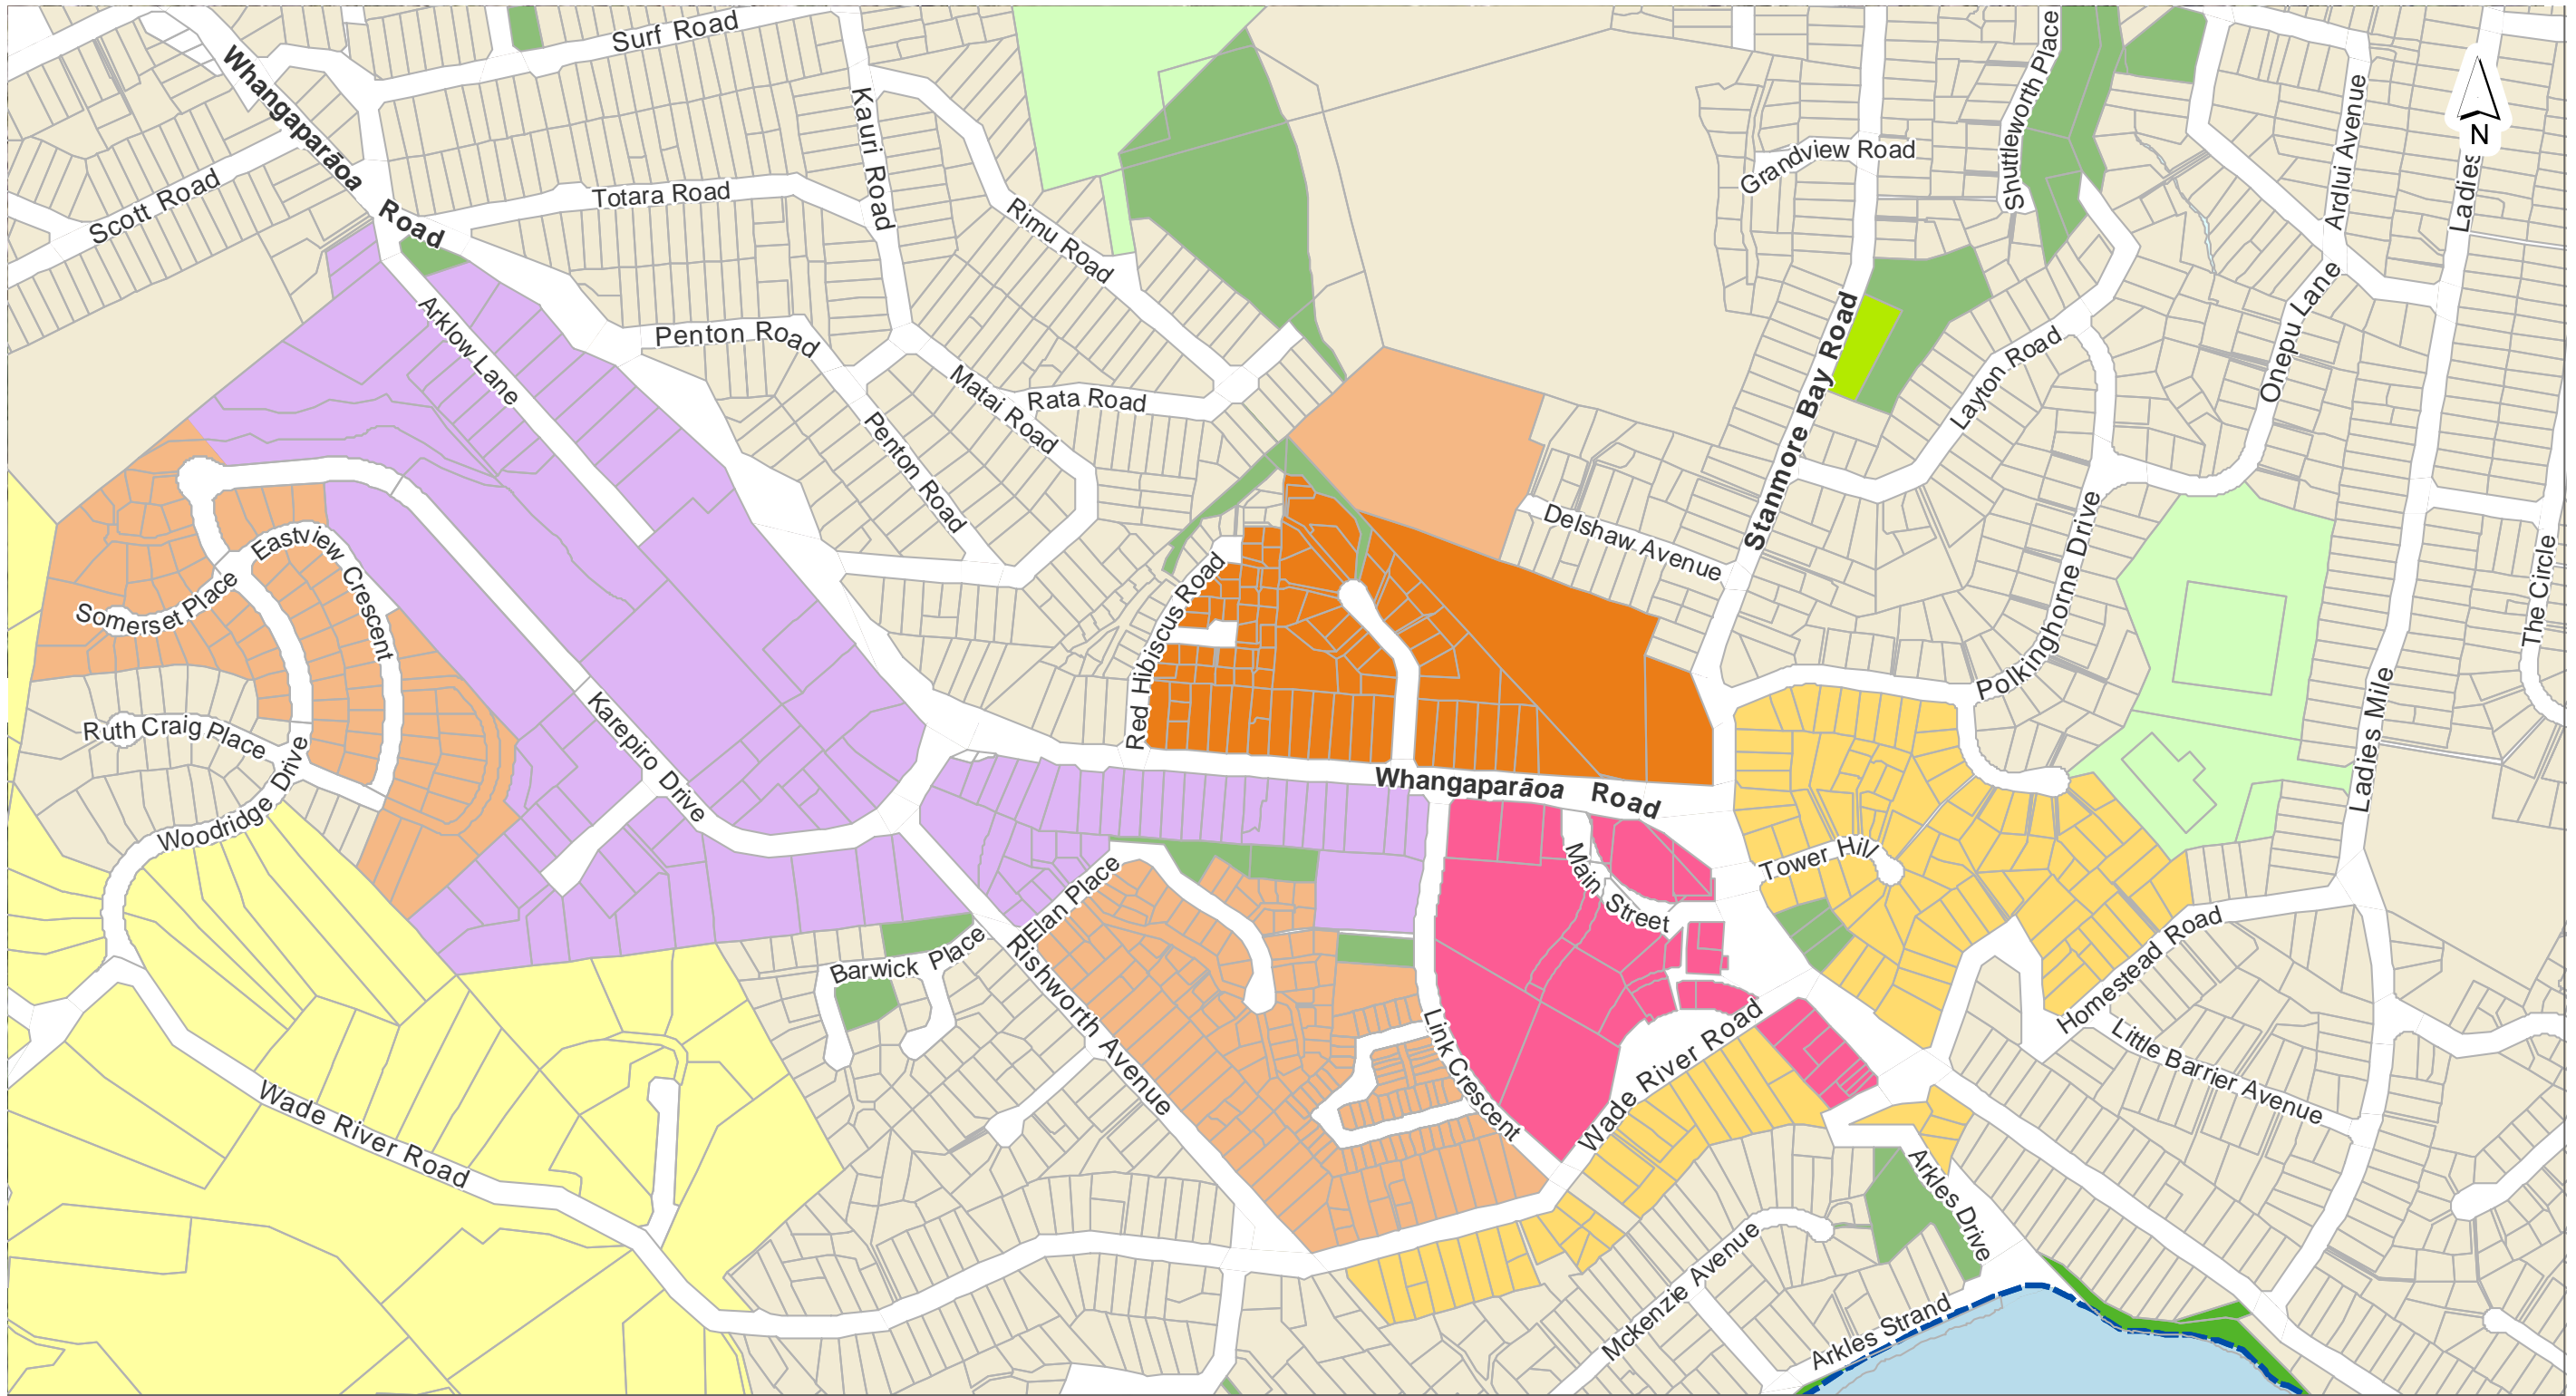 Surf Road
Whangaparāoa
Road
Scott Road
Totara Road
Kauri Road
Rimu Road
Grandview Road
Shuttleworth Place
Ardlui Avenue
Ladies
N
Arklow Lane
Penton Road
Matai Road
Rata Road
Penton Road
Stanmore Bay Road
Layton Road
Onepu Lane
Delshaw Avenue
Polkinghorne Drive
The Circle
Eastview Crescent
Somerset Place
Red Hibiscus Road
Ruth Craig Place
Karepiro Drive
Woodridge Drive
Whangaparāoa Road
Ladies Mile
Main Street
Tower Hill
Elan Place
Barwick Place
Rishworth Avenue
Homestead Road
Link Crescent
Wade River Road
Little Barrier Avenue
Wade River Road
Arkles Drive
Mckenzie Avenue
Arkles Strand